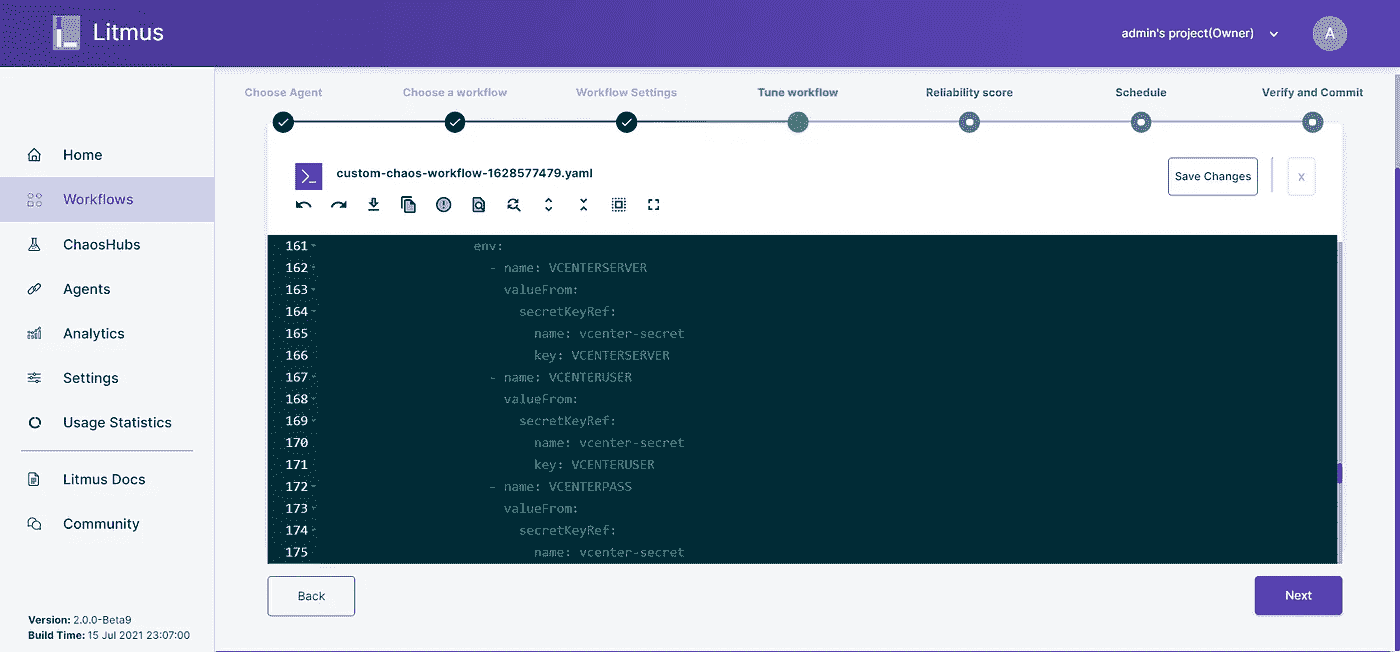 Litmus
admin's project(Owner)
A
Choose Agent
Choose a workflow
Workflow Settings
Tune workflow
Reliability score
Schedule
Verify and Commit
Home
Workflows
ChaosHubs
Agents
Analytics
Settings
Usage Statistics
Litmus Docs
Community
custom-chaos-workflow-1628577479.yaml
Save Changes
x
161 env:
162 - name: VCENTERSERVER
163 valueFrom:
164 secretKeyRef:
165 name: vcenter-secret
166 key: VCENTERSERVER
167 - name: VCENTERUSER
168 valueFrom:
169 secretKeyRef:
170 name: vcenter-secret
171 key: VCENTERUSER
172 - name: VCENTERPASS
173 valueFrom:
174 secretKeyRef:
175 name: vcenter-secret
Back
Next
Version: 2.0.0-Beta9
Build Time: 15 Jul 2021 23:07:00